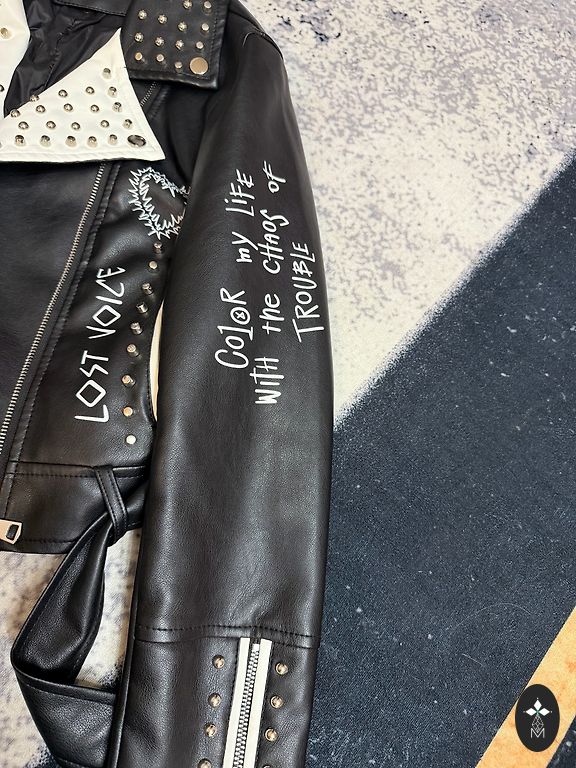 LOST VOICE
COloR my LIFE
WITH the CHAOS OF
TROUBLE
M